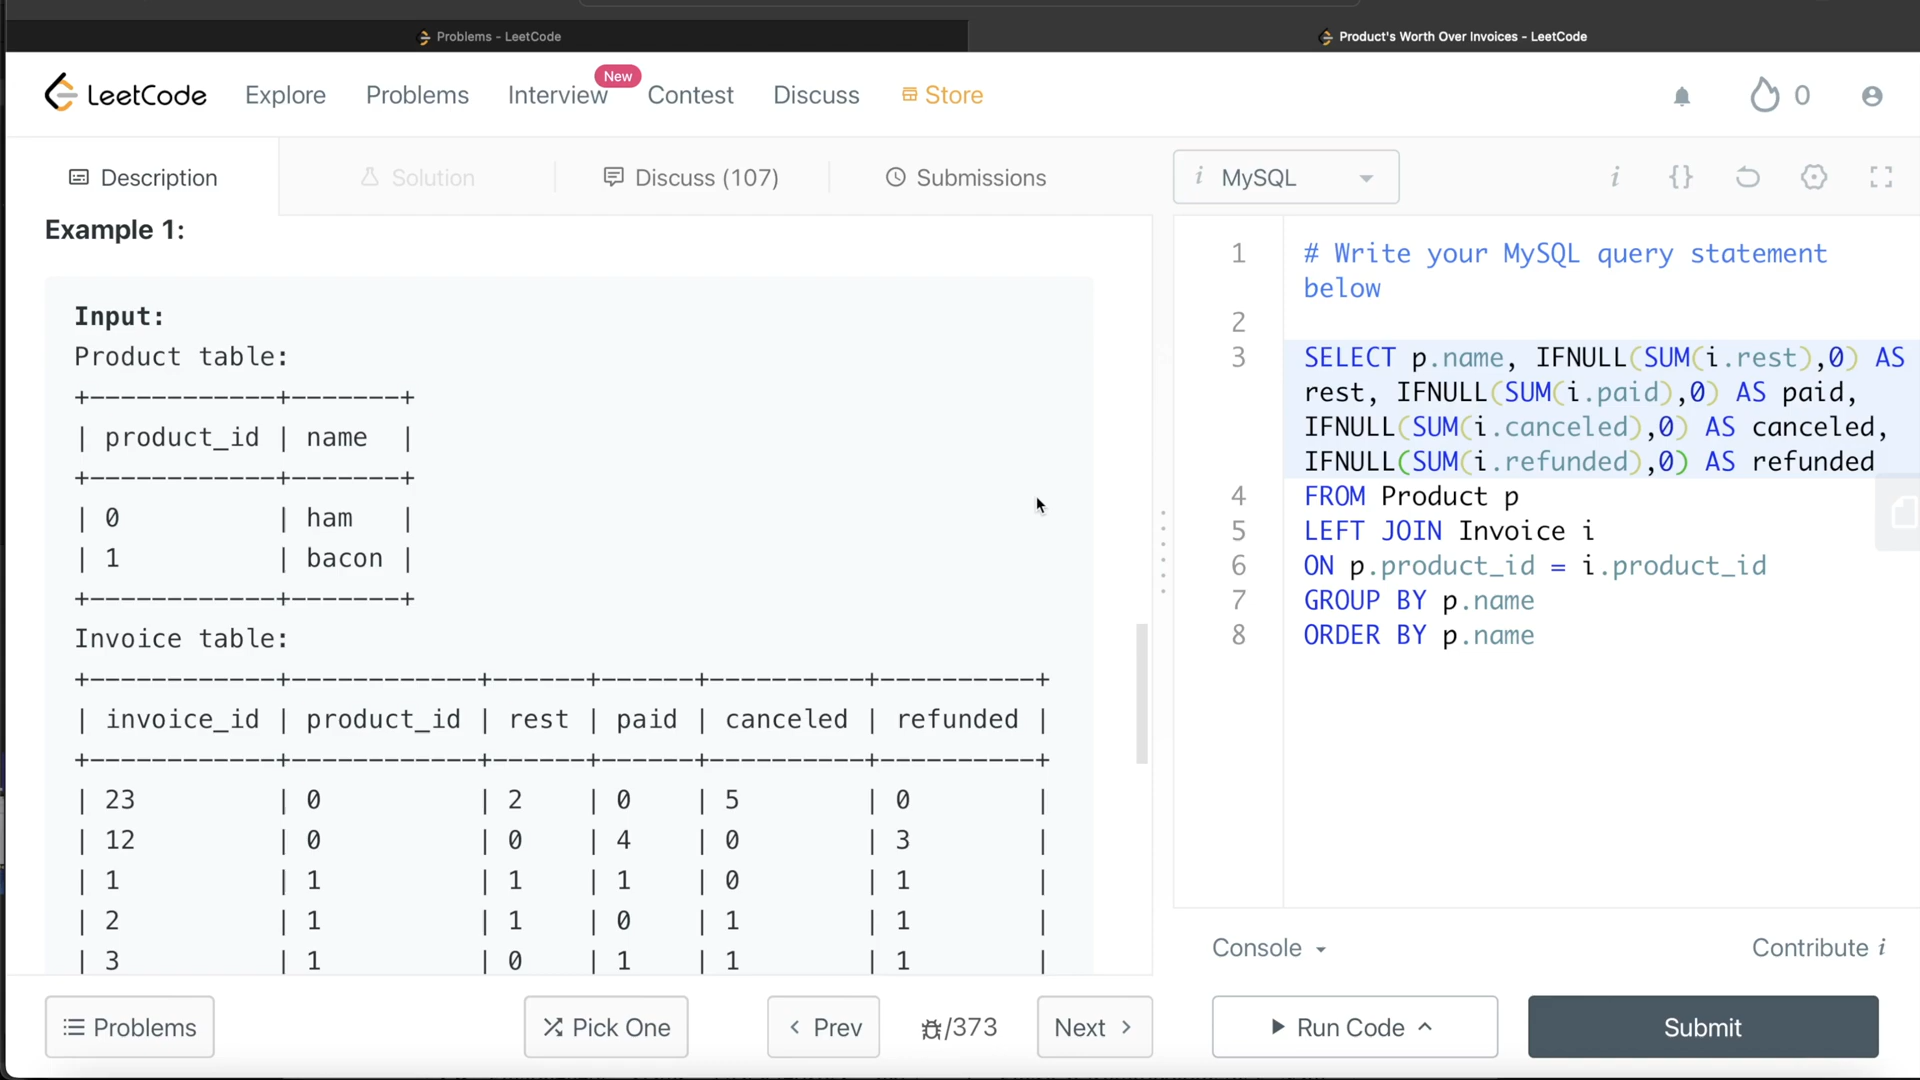 Problems - LeetCode
Product's Worth Over Invoices - LeetCode
LeetCode Explore Problems Interview New Contest Discuss Store 0
Description Solution Discuss (107) Submissions
Example 1:
Input:
Product table:
+------------+-------+
| product_id | name  |
+------------+-------+
| 0          | ham   |
| 1          | bacon |
+------------+-------+
Invoice table:
+------------+------------+------+------+----------+----------+
| invoice_id | product_id | rest | paid | canceled | refunded |
+------------+------------+------+------+----------+----------+
| 23         | 0          | 2    | 0    | 5        | 0        |
| 12         | 0          | 0    | 4    | 0        | 3        |
| 1          | 1          | 1    | 1    | 0        | 1        |
| 2          | 1          | 1    | 0    | 1        | 1        |
| 3          | 1          | 0    | 1    | 1        | 1        |
Problems Pick One < Prev /373 Next >
i MySQL i {}
1 # Write your MySQL query statement
below
2
3 SELECT p.name, IFNULL(SUM(i.rest),0) AS
rest, IFNULL(SUM(i.paid),0) AS paid,
IFNULL(SUM(i.canceled),0) AS canceled,
IFNULL(SUM(i.refunded),0) AS refunded
4 FROM Product p
5 LEFT JOIN Invoice i
6 ON p.product_id = i.product_id
7 GROUP BY p.name
8 ORDER BY p.name
Console Contribute i
Run Code Submit